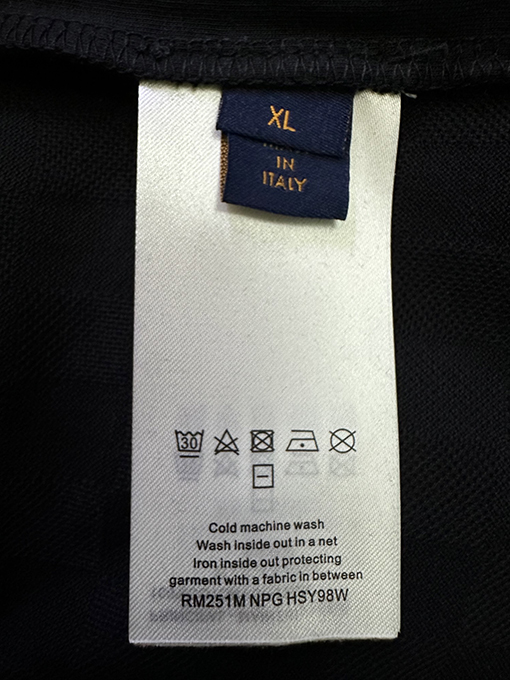 XL
IN
ITALY
30
Cold machine wash
Wash inside out in a net
Iron inside out protecting
garment with a fabric in between
RM251M NPG HSY98W